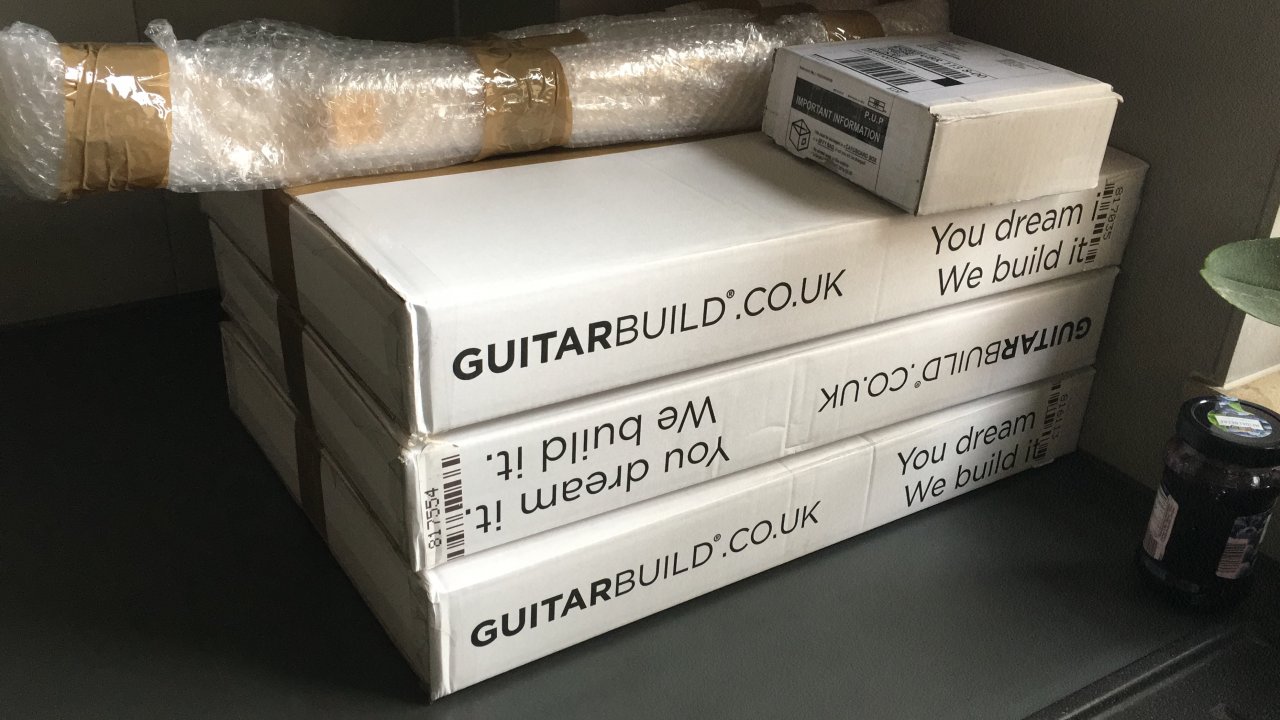 P.U.P
IMPORTANT INFORMATION
You dream i
We build it.
817035
GUITARBUILD®.CO.UK
GUITARBUILD®.CO.UK
You dream it.
We build it.
817554
You dream
We build it
GUITARBUILD®.CO.UK